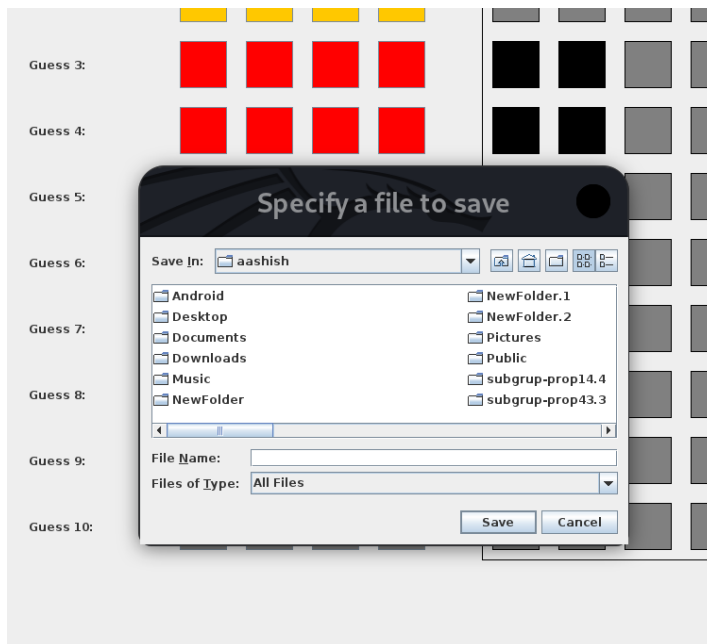 Guess 3:
Guess 4:
Specify a file to save
Guess 5:
Save In: aashish
Guess 6:
Android NewFolder.1
Desktop NewFolder.2
Guess 7:
Documents Pictures
Downloads Public
Music subgrup-prop14.4
Guess 8:
NewFolder subgrup-prop43.3
File Name:
Guess 9:
Files of Type: All Files
Guess 10:
Save Cancel